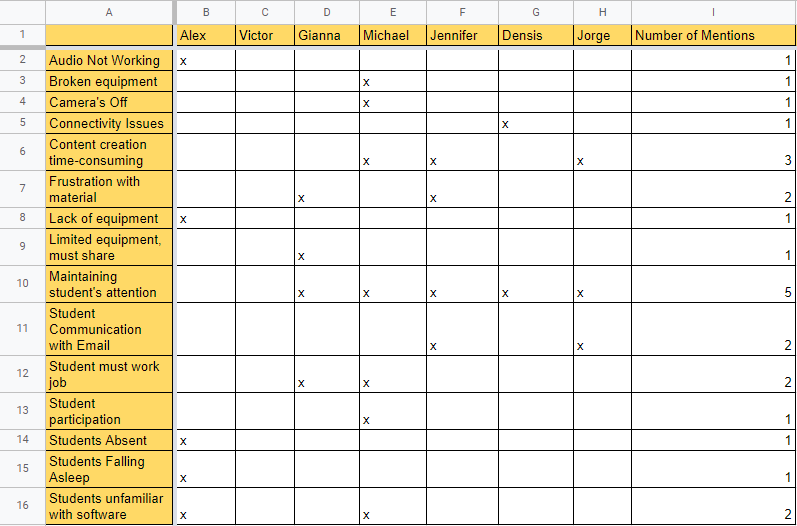 A B C D E F G H I
1 Alex Victor Gianna Michael Jennifer Densis Jorge Number of Mentions
2 Audio Not Working x 1
3 Broken equipment x 1
4 Camera's Off x 1
5 Connectivity Issues x 1
6 Content creation
time-consuming x x x 3
7 Frustration with
material x x 2
8 Lack of equipment x 1
9 Limited equipment,
must share x 1
10 Maintaining
student's attention x x x x x 5
11 Student
Communication
with Email x x 2
12 Student must work
job x x 2
13 Student
participation x 1
14 Students Absent x 1
15 Students Falling
Asleep x 1
16 Students unfamiliar
with software x x 2